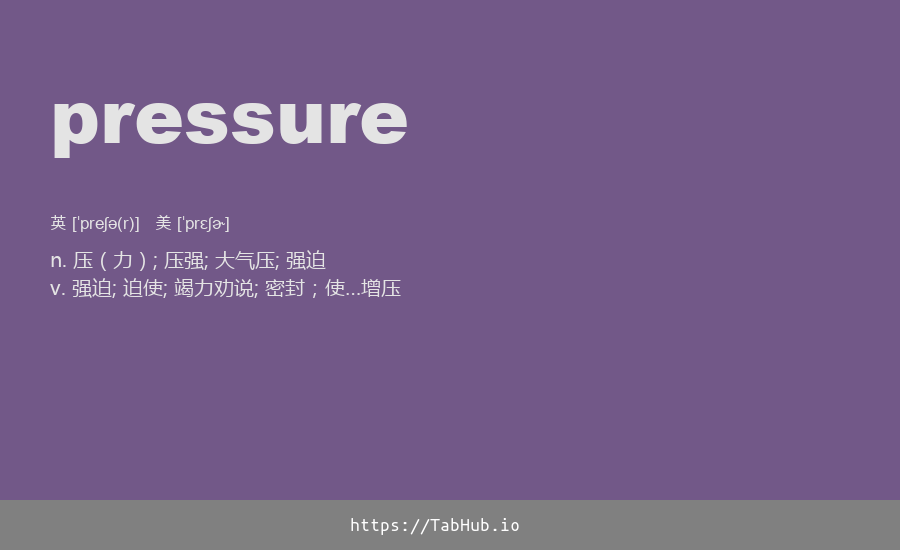 pressure
英 [ˈpreʃə(r)] 美 [ˈprɛʃɚ]
n. 压（力）; 压强; 大气压; 强迫
v. 强迫; 迫使; 竭力劝说; 密封；使…增压
https://TabHub.io